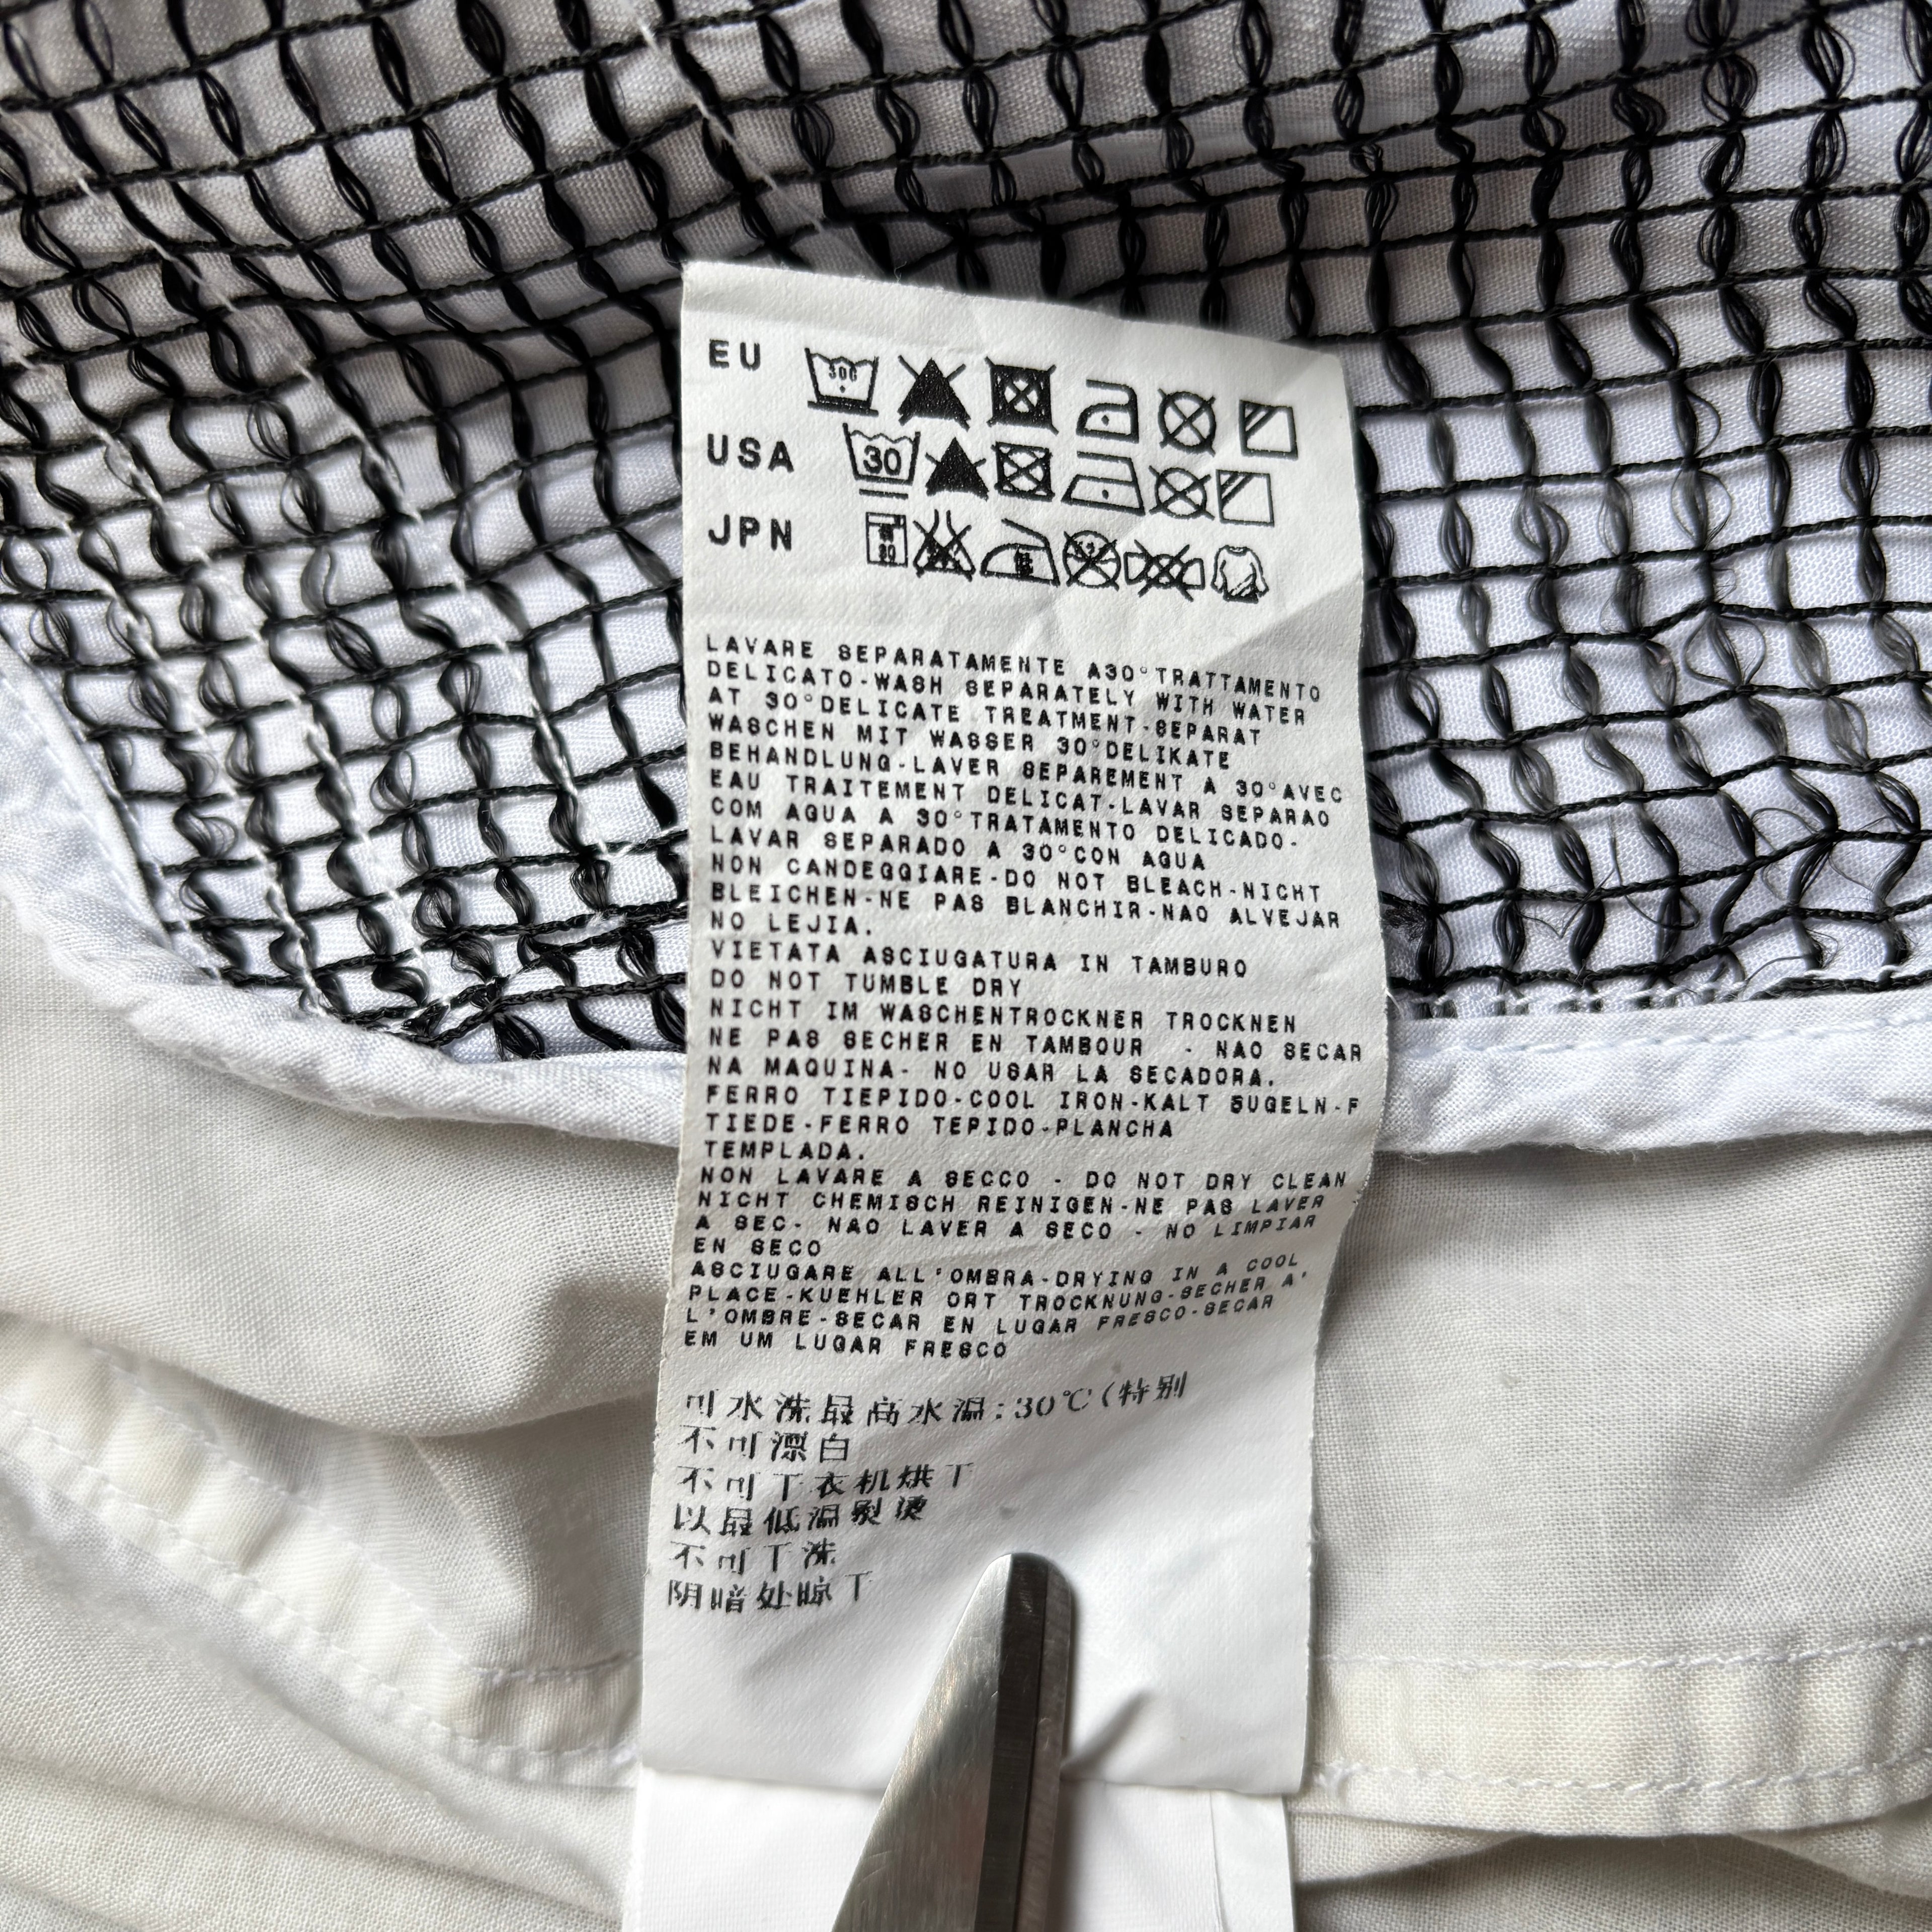 EU
USA 30
JPN
LAVARE SEPARATAMENTE A30°TRATTAMENTO
DELICATO-WASH SEPARATELY WITH WATER
AT 30°DELICATE TREATMENT-SEPARAT
WASCHEN MIT WASSER 30°DELIKATE
BEHANDLUNG-LAVER SEPAREMENT A 30°AVEC
EAU TRAITEMENT DELICAT-LAVAR SEPARAO
COM AGUA A 30°TRATAMENTO DELICADO-
LAVAR SEPARADO A 30°CON AGUA
NON CANDEGGIARE-DO NOT BLEACH-NICHT
BLEICHEN-NE PAS BLANCHIR-NAO ALVEJAR
NO LEJIA.
VIETATA ASCIUGATURA IN TAMBURO
DO NOT TUMBLE DRY
NICHT IM WASCHENTROCKNER TROCKNEN
NE PAS SECHER EN TAMBOUR - NAO SECAR
NA MAQUINA- NO USAR LA SECADORA.
FERRO TIEPIDO-COOL IRON-KALT BUGELN-F
TIEDE-FERRO TEPIDO-PLANCHA
TEMPLADA.
NON LAVARE A SECCO - DO NOT DRY CLEAN
NICHT CHEMISCH REINIGEN-NE PAS LAVER
A SEC- NAO LAVER A SECO - NO LIMPIAR
EN SECO
ASCIUGARE ALL'OMBRA-DRYING IN A COOL
PLACE-KUEHLER ORT TROCKNUNG-SECHER A'
L'OMBRE-SECAR EN LUGAR FRESCO-SECAR
EM UM LUGAR FRESCO
可水洗最高水温:30℃(特别
不可漂白
不可干衣机烘干
以最低温熨烫
不可干洗
阴暗处晾干